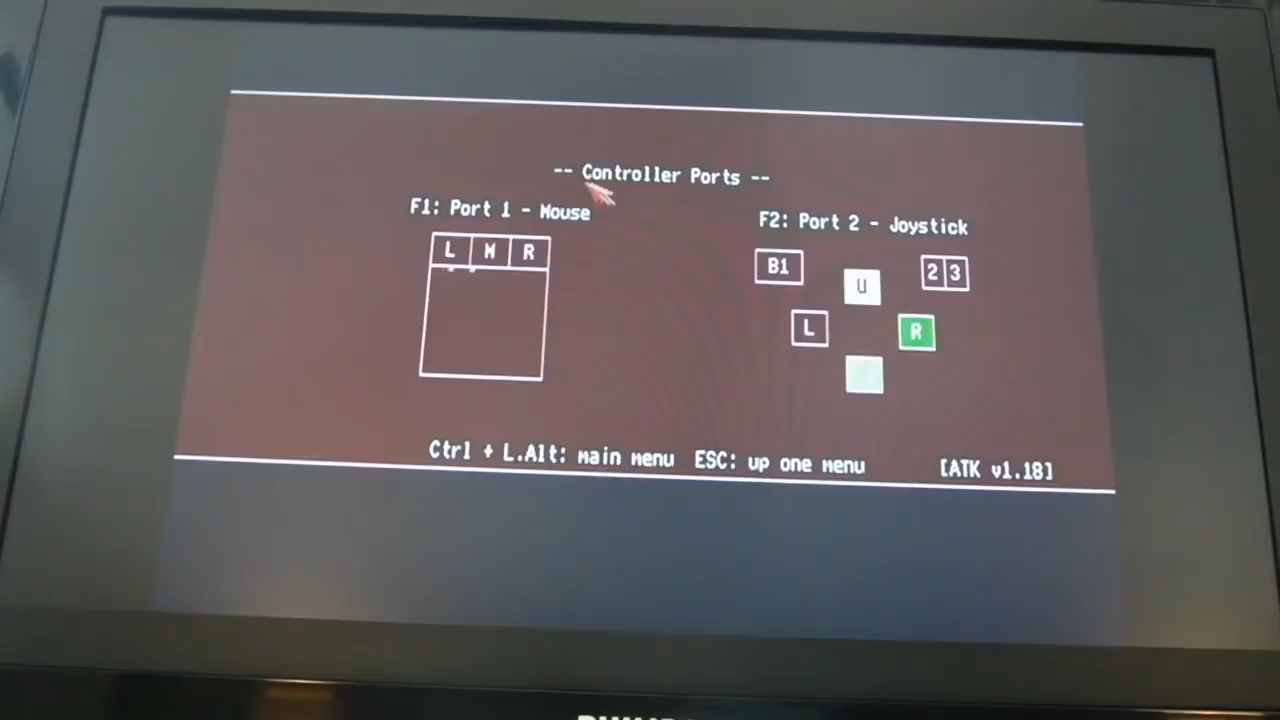 -- Controller Ports --
F1: Port 1 - Mouse
F2: Port 2 - Joystick
L M R
B1
U
2 3
L
R
Ctrl + L.Alt: main menu ESC: up one menu [ATK v1.18]